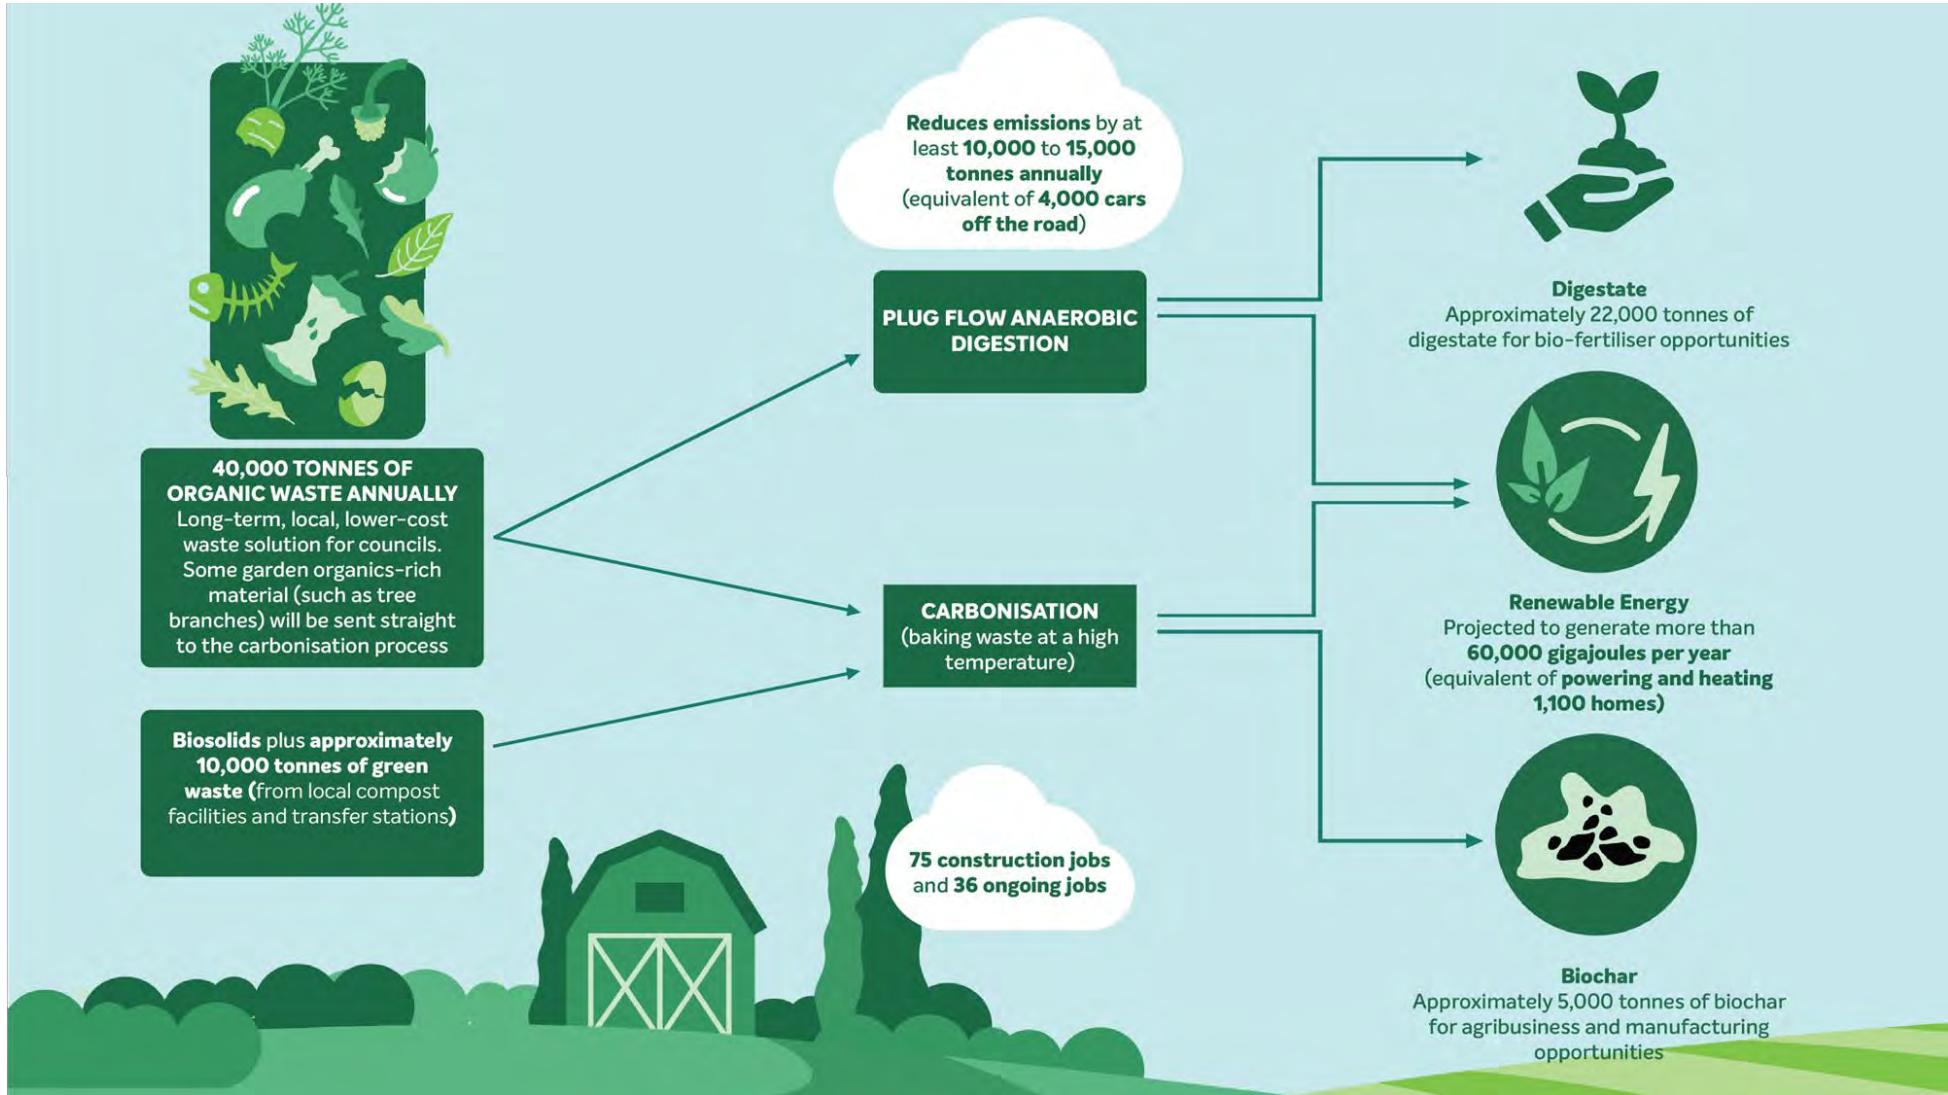 40,000 TONNES OF
ORGANIC WASTE ANNUALLY
Long-term, local, lower-cost
waste solution for councils.
Some garden organics-rich
material (such as tree
branches) will be sent straight
to the carbonisation process
Biosolids plus approximately
10,000 tonnes of green
waste (from local compost
facilities and transfer stations)
Reduces emissions by at
least 10,000 to 15,000
tonnes annually
(equivalent of 4,000 cars
off the road)
PLUG FLOW ANAEROBIC
DIGESTION
CARBONISATION
(baking waste at a high
temperature)
75 construction jobs
and 36 ongoing jobs
Digestate
Approximately 22,000 tonnes of
digestate for bio-fertiliser opportunities
Renewable Energy
Projected to generate more than
60,000 gigajoules per year
(equivalent of powering and heating
1,100 homes)
Biochar
Approximately 5,000 tonnes of biochar
for agribusiness and manufacturing
opportunities